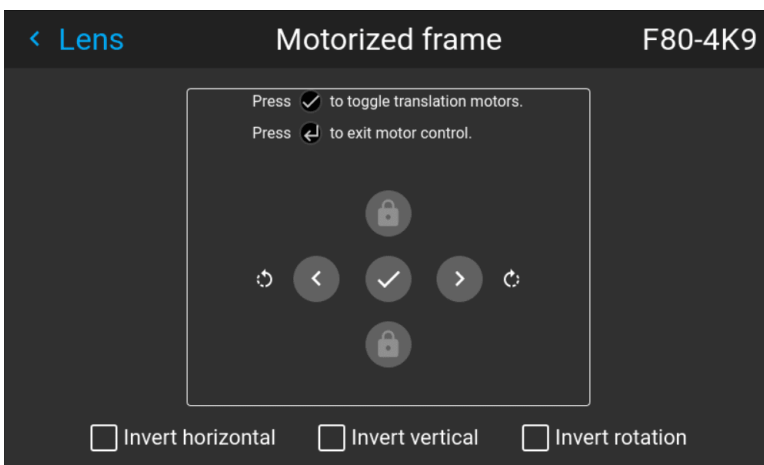 Lens
Motorized frame
F80-4K9
Press to toggle translation motors.
Press to exit motor control.
Invert horizontal
Invert vertical
Invert rotation